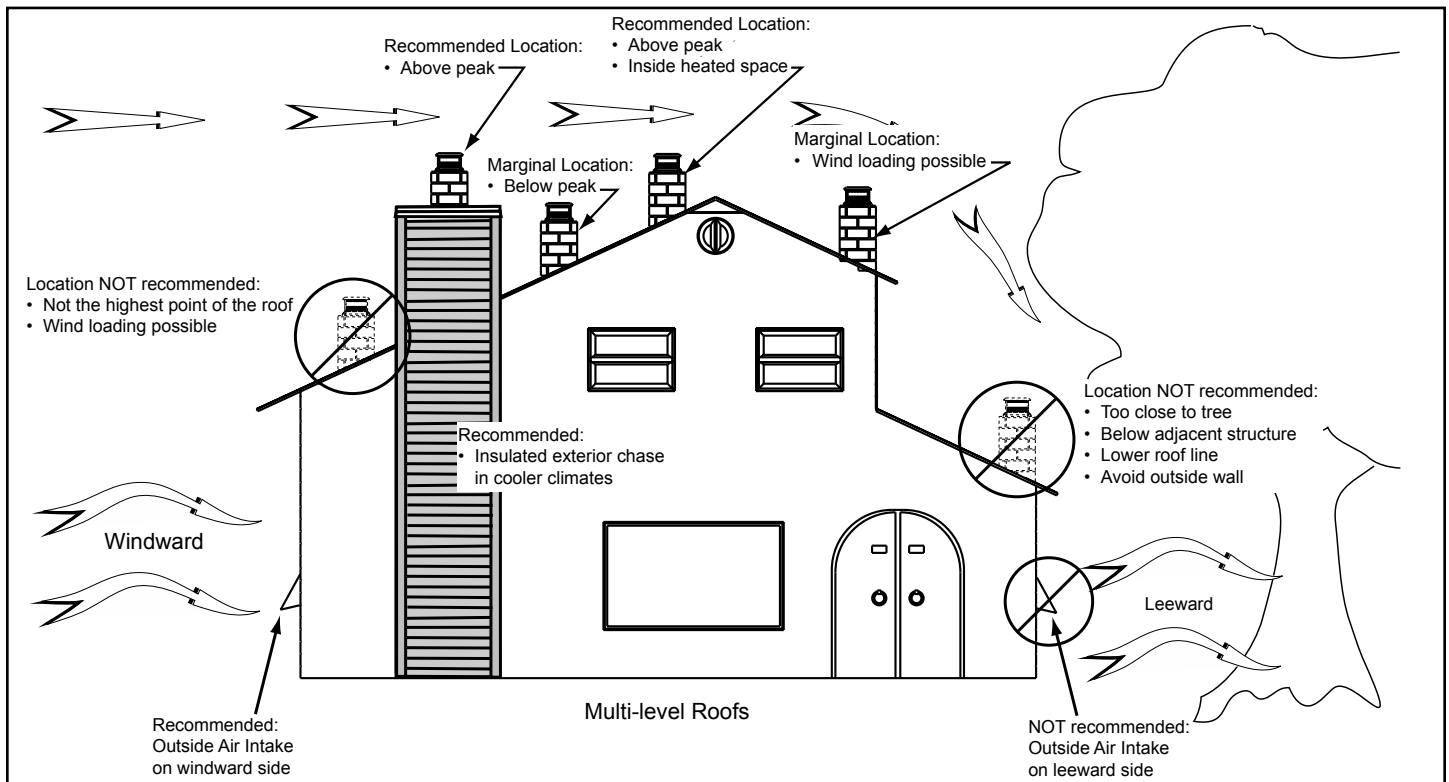 Recommended Location:
• Above peak
Recommended Location:
• Above peak
• Inside heated space
Marginal Location:
• Below peak
Marginal Location:
• Wind loading possible
Location NOT recommended:
• Not the highest point of the roof
• Wind loading possible
Location NOT recommended:
• Too close to tree
• Below adjacent structure
• Lower roof line
• Avoid outside wall
Recommended:
• Insulated exterior chase
in cooler climates
Windward
Leeward
Multi-level Roofs
Recommended:
Outside Air Intake
on windward side
NOT recommended:
Outside Air Intake
on leeward side